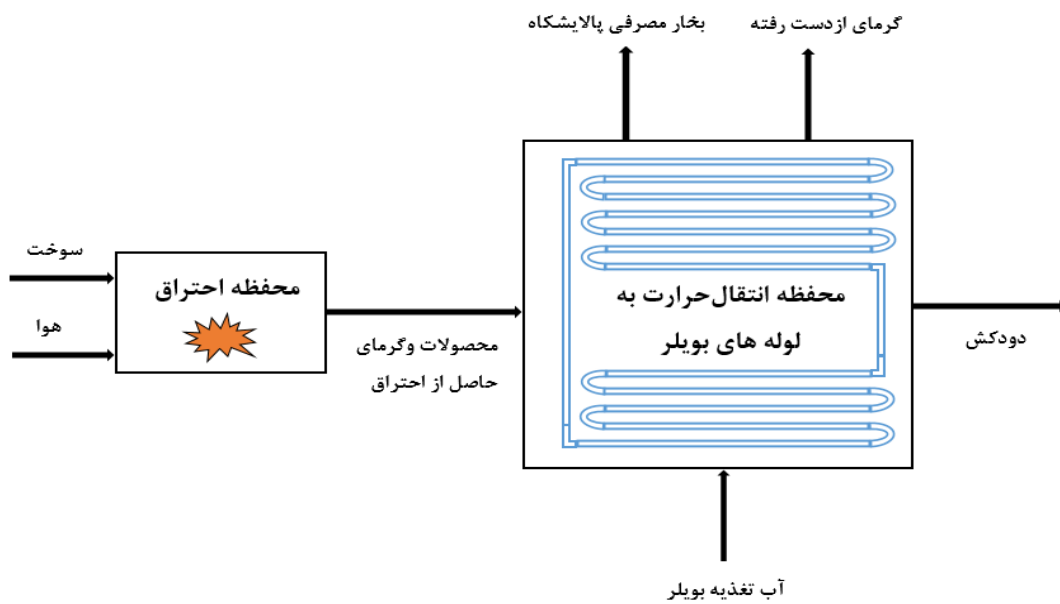 گرمای ازدست رفته
بخار مصرفی پالایشکاه
سوخت
محفظه احتراق
هوا
محصولات وگرمای
حاصل از احتراق
محفظه انتقال‌حرارت به
لوله های بویلر
دودکش
آب تغذیه بویلر